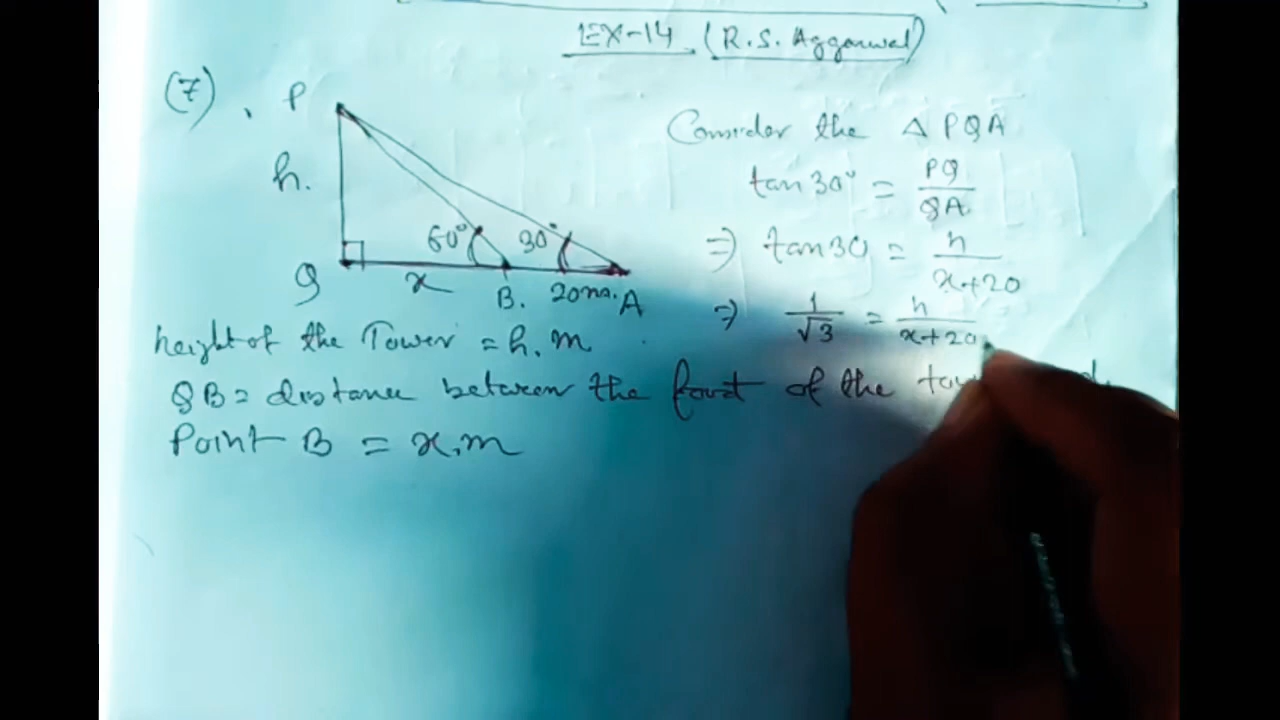 EX-14 (R.S. Aggarwal)
(7).
P
h.
60° 30°
Q x B. 20m. A
height of the Tower = h.m
QB = distance between the foot of the
Point B = x.m
Consider the △ PQA
tan 30° = PQ/QA
⇒ tan 30 = h/x+20
⇒ 1/√3 = h/x+20